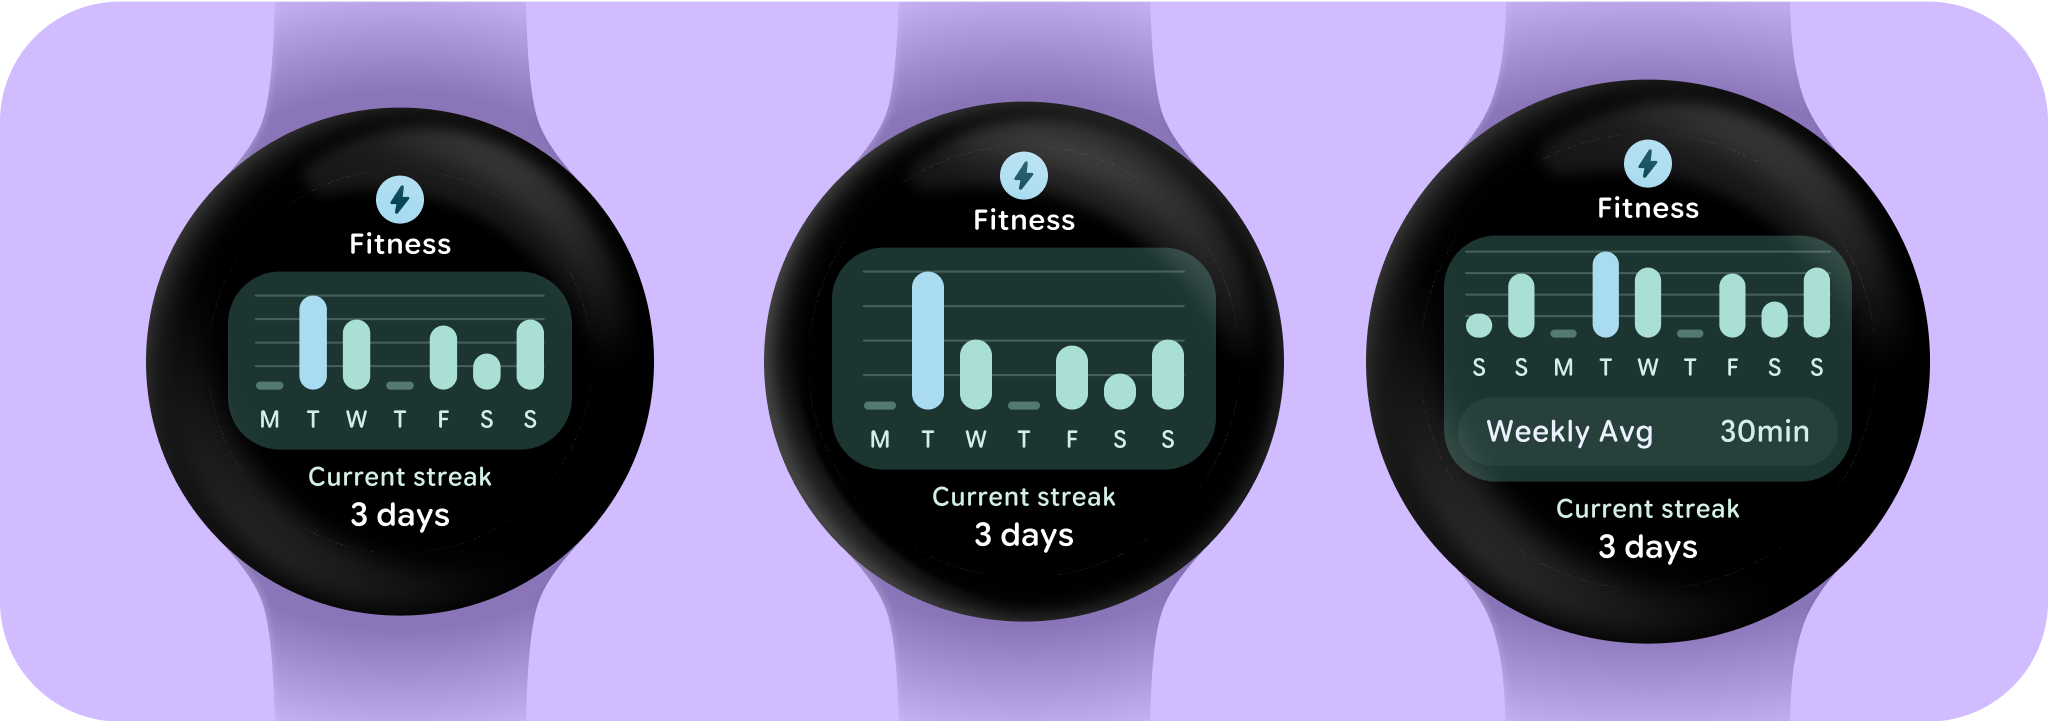 Fitness
M T W T F S S
Current streak
3 days
Fitness
M T W T F S S
Current streak
3 days
Fitness
S S M T W T F S S
Weekly Avg 30min
Current streak
3 days